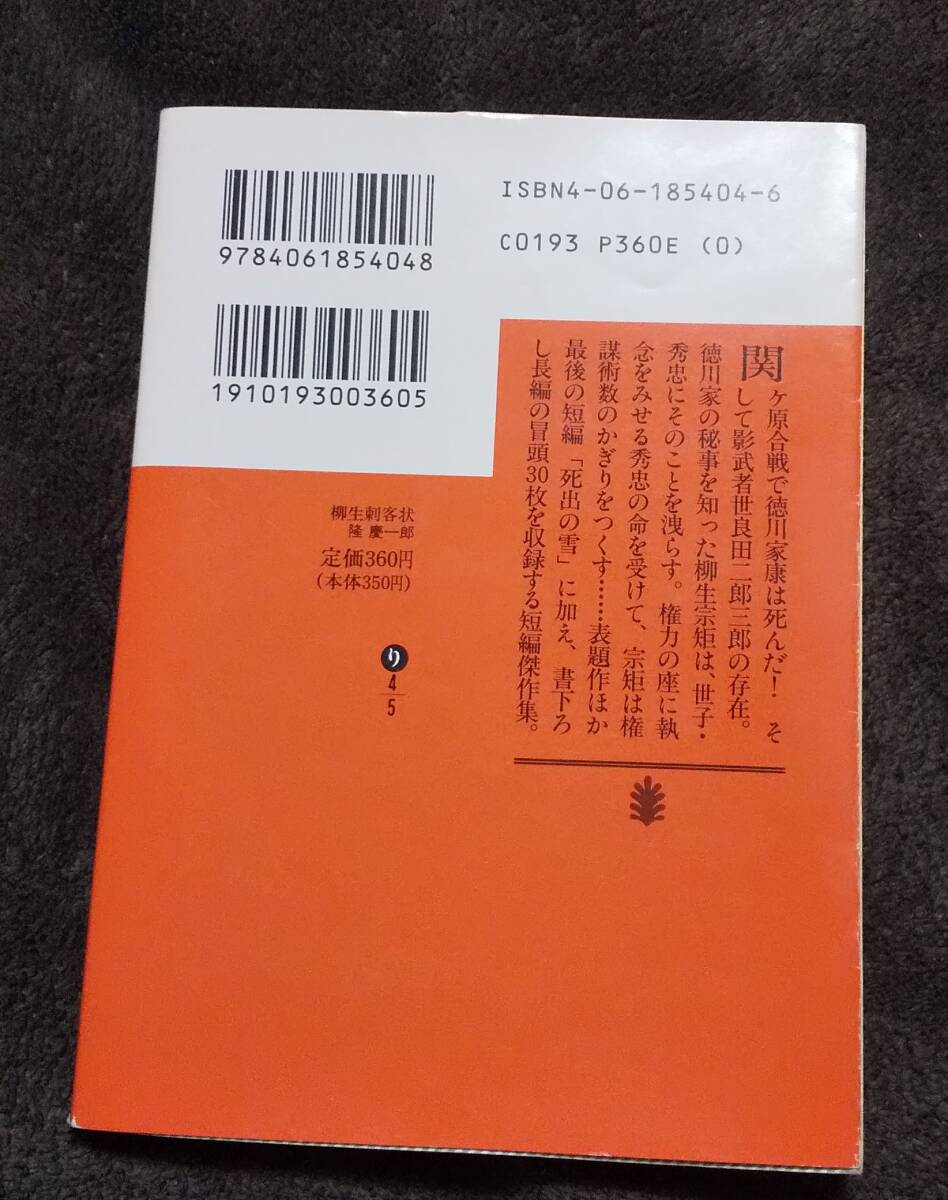 9784061854048
ISBN4-06-185404-6
C0193 P360E (0)
1910193003605
関ヶ原合戦で徳川家康は死んだ! そ
して影武者世良田二郎三郎の存在。
徳川家の秘事を知った柳生宗矩は、世子・
秀忠にそのことを洩らす。権力の座に執
念をみせる秀忠の命を受けて、宗矩は権
謀術数のかぎりをつくす……表題作ほか
最後の短編「死出の雪」に加え、書下ろ
し長編の冒頭30枚を収録する短編傑作集。
柳生刺客状
隆 慶一郎
定価360円
(本体350円)
り
4
5